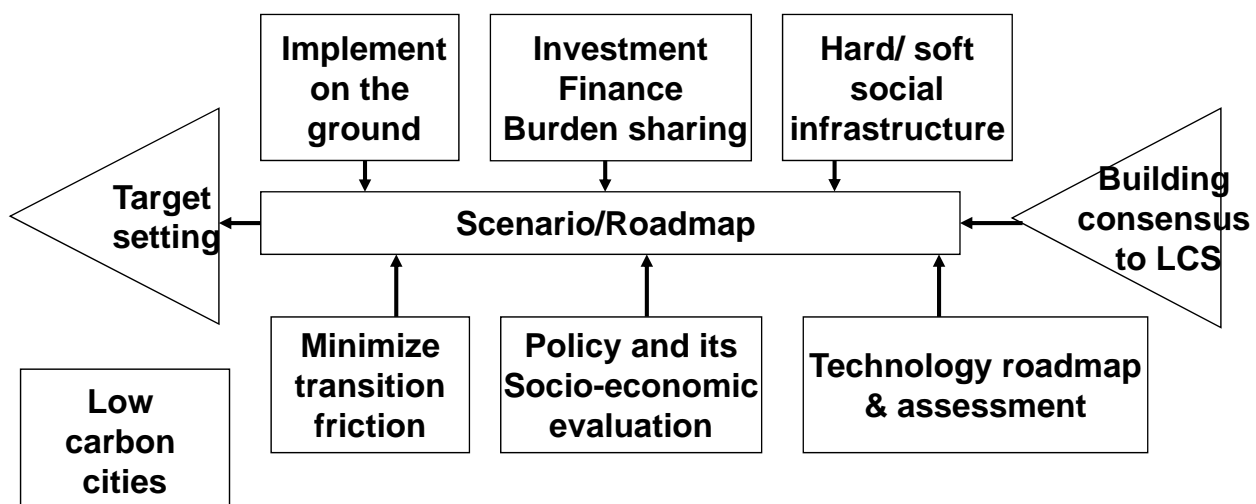 Implement
on the
ground
Investment
Finance
Burden sharing
Hard/ soft
social
infrastructure
Target
setting
Scenario/Roadmap
Building
consensus
to LCS
Minimize
transition
friction
Policy and its
Socio-economic
evaluation
Technology roadmap
& assessment
Low
carbon
cities